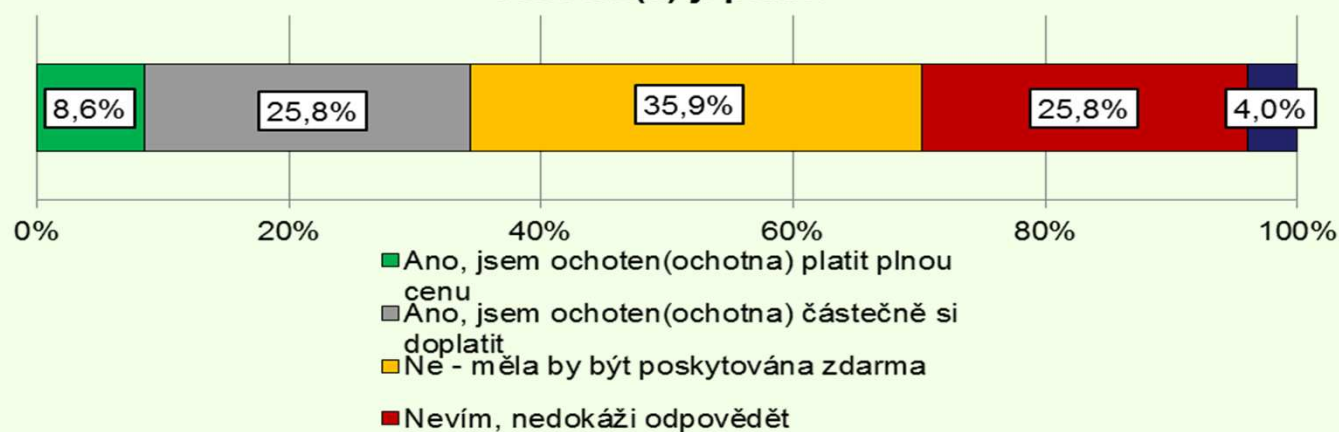 8,6%
25,8%
35,9%
25,8%
4,0%
0%
20%
40%
60%
80%
100%
Ano, jsem ochoten(ochotna) platit plnou
cenu
Ano, jsem ochoten(ochotna) částečně si
doplatit
Ne - měla by být poskytována zdarma
Nevím, nedokáži odpovědět